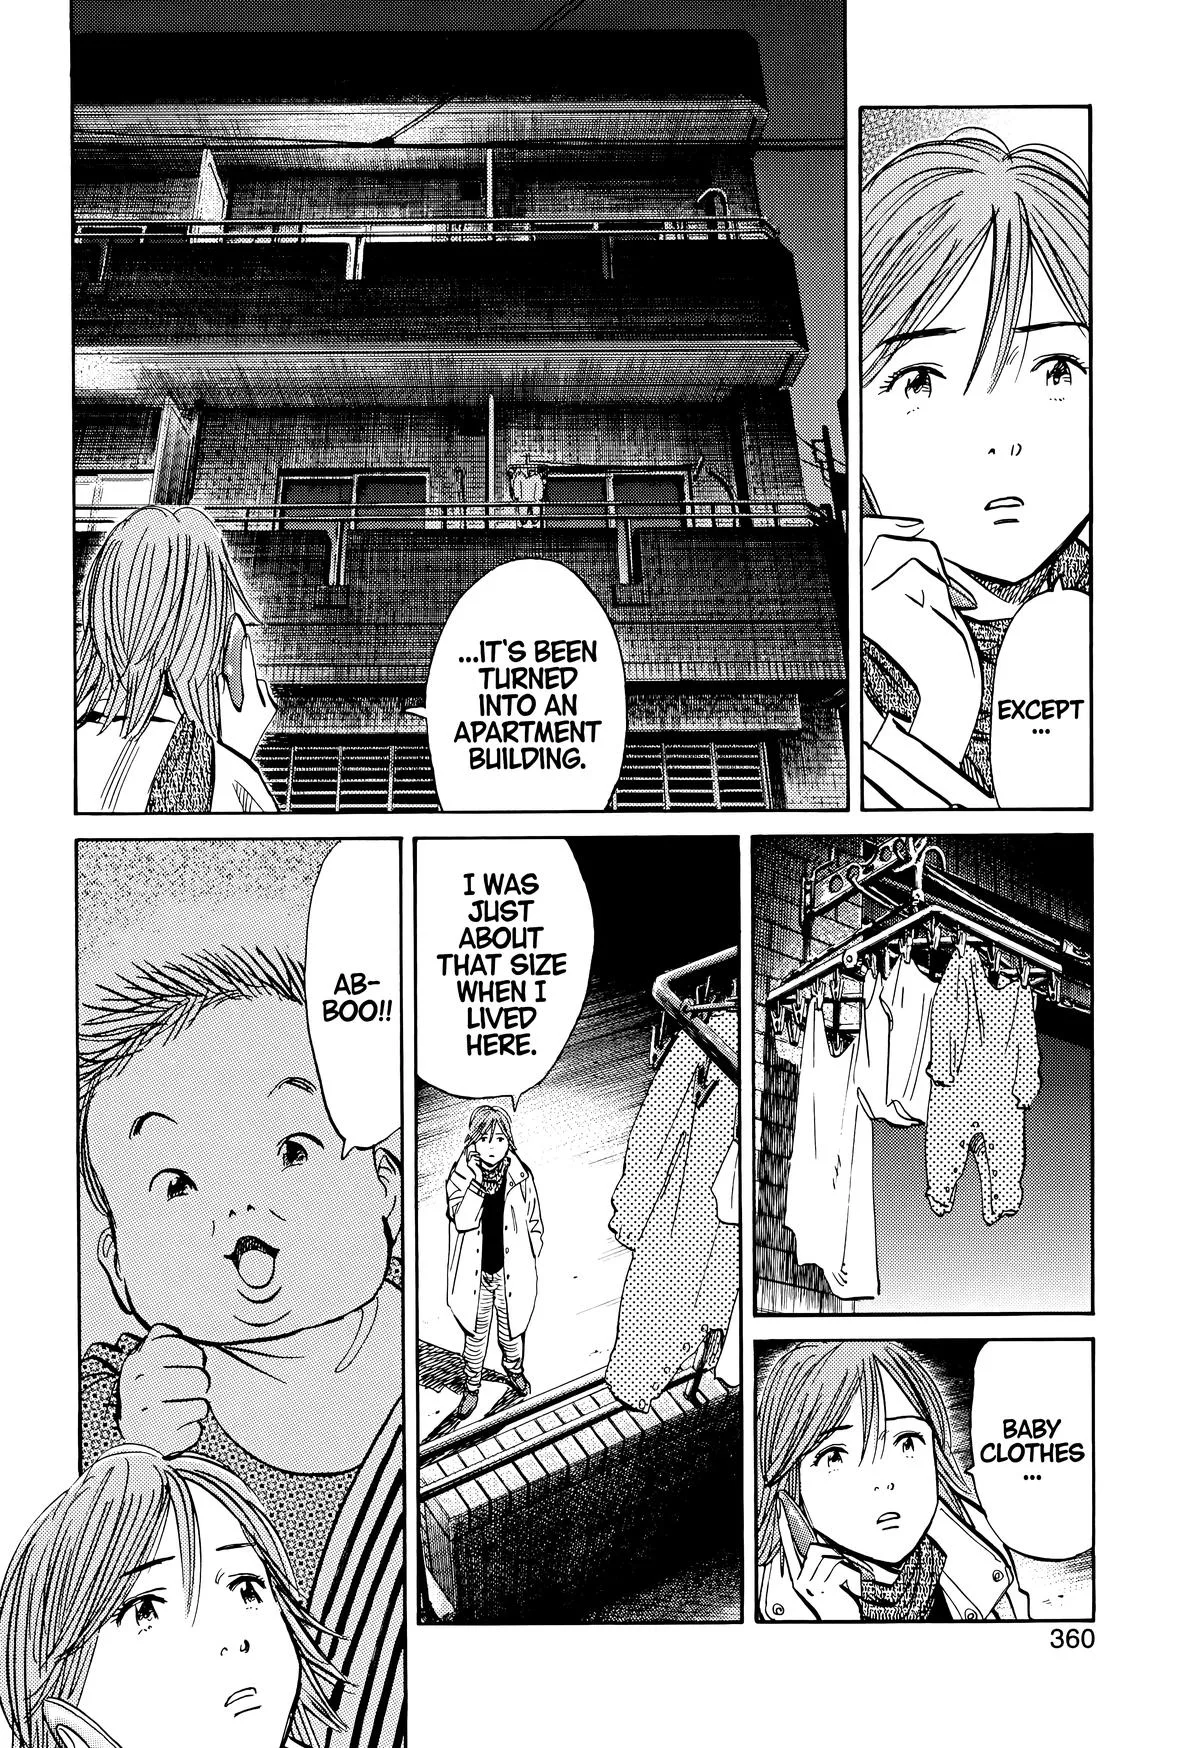 EXCEPT
...
...IT'S BEEN
TURNED
INTO AN
APARTMENT
BUILDING.
BABY
CLOTHES
...
I WAS
JUST
ABOUT
THAT SIZE
WHEN I
LIVED
HERE.
AB-
BOO!!
360